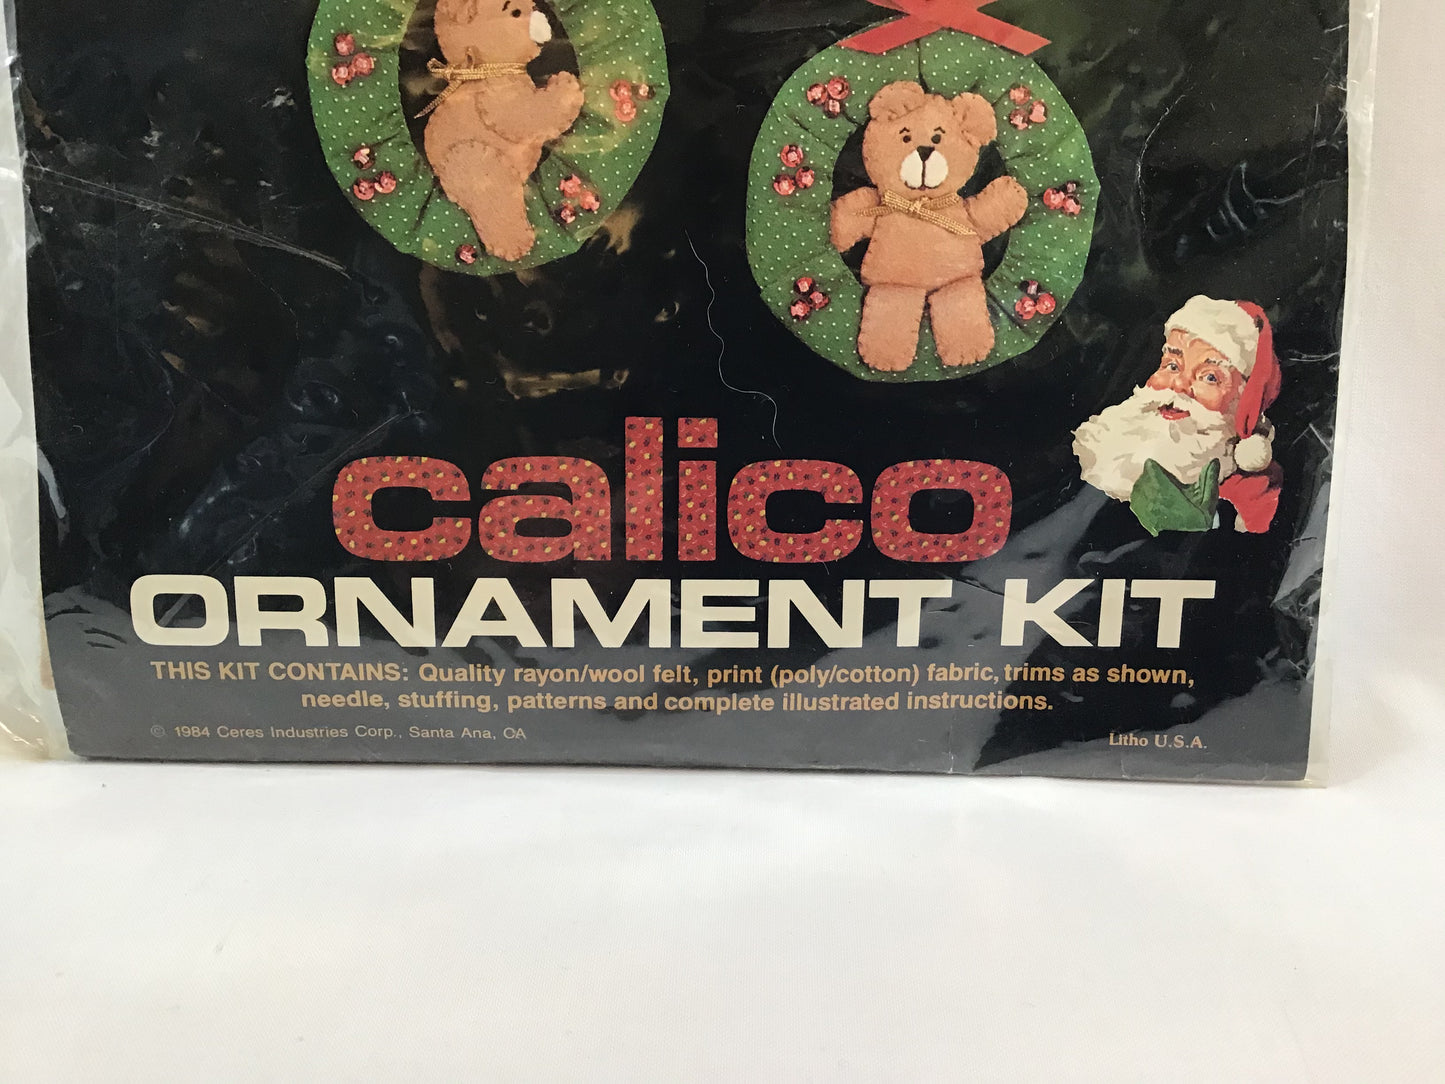 calico
ORNAMENT KIT
THIS KIT CONTAINS: Quality rayon/wool felt, print (poly/cotton) fabric, trims as shown,
needle, stuffing, patterns and complete illustrated instructions.
© 1984 Ceres Industries Corp., Santa Ana, CA
Litho U.S.A.